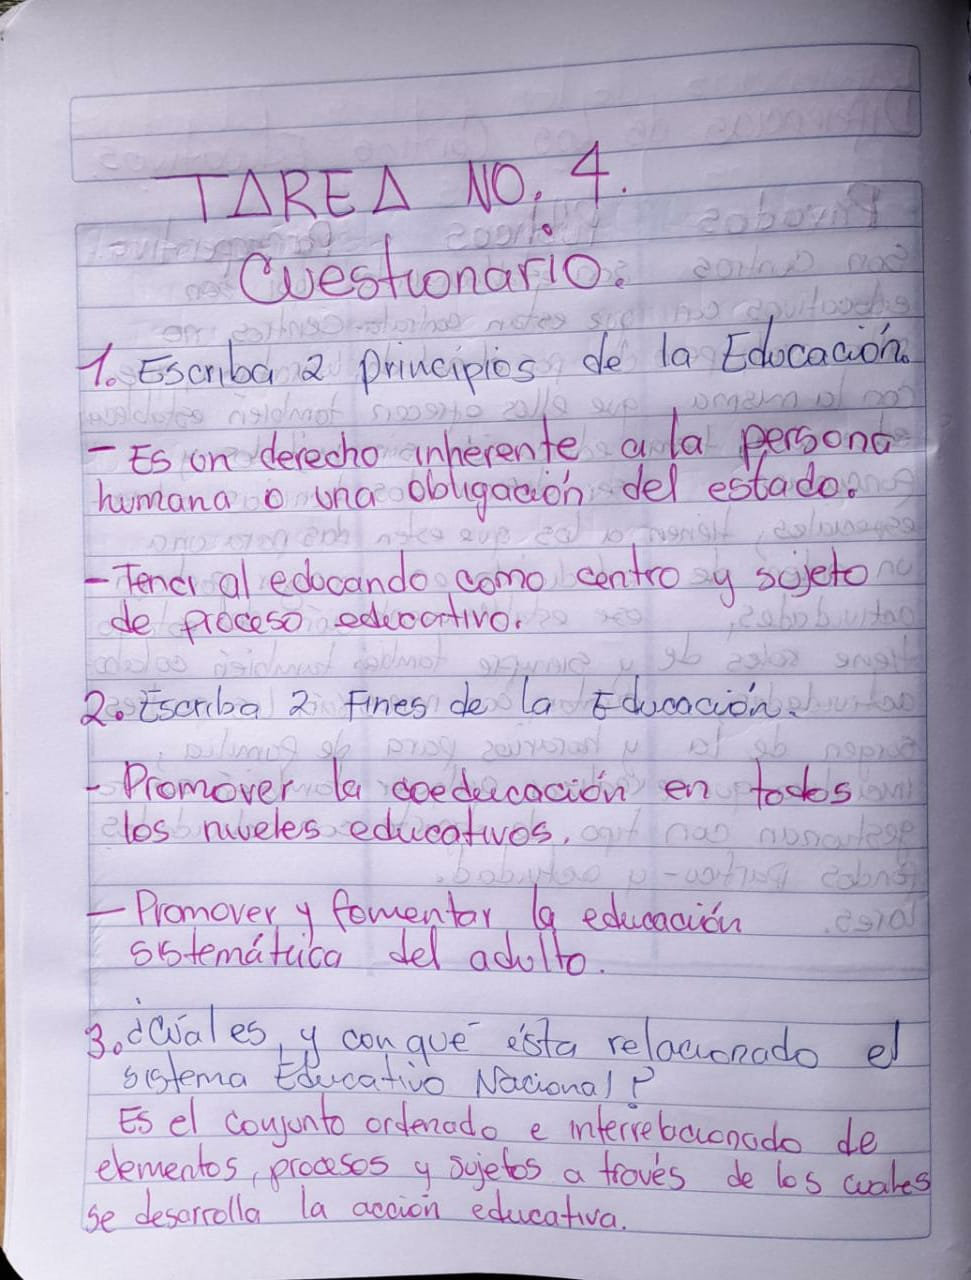 TAREA NO. 4.
Cuestionario.
1. Escriba 2 principios de la Educación.
- Es un derecho inherente a la persona
humana o una obligación del estado.
- Tener al educando como centro y sujeto
de proceso educativo.
2. Escriba 2 Fines de la Educación.
- Promover la coeducación en todos
los niveles educativos.
- Promover y fomentar la educación
sistemática del adulto.
3. ¿Cuál es, y con qué ésta relacionado el
sistema Educativo Nacional?
Es el conjunto ordenado e interrelacionado de
elementos, procesos y sujetos a través de los cuales
se desarrolla la acción educativa.